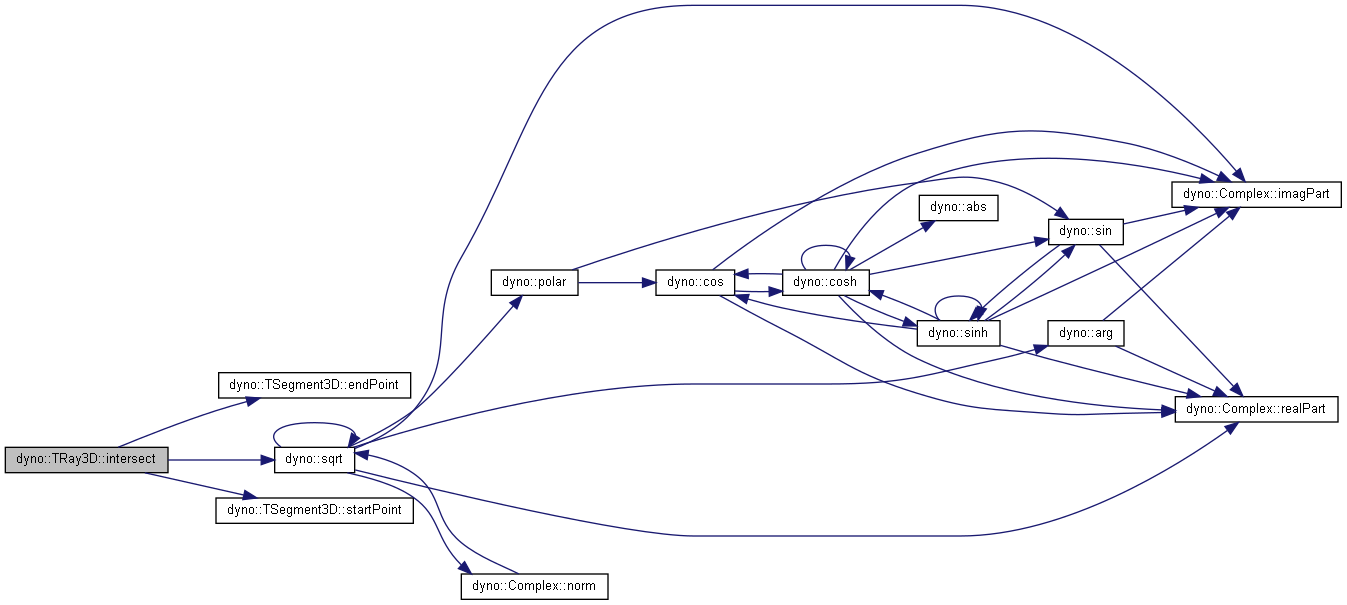 dyno::Complex::imagPart
dyno::abs
dyno::sin
dyno::polar
dyno::cos
dyno::cosh
dyno::sinh
dyno::arg
dyno::TSegment3D::endPoint
dyno::Complex::realPart
dyno::TRay3D::intersect
dyno::sqrt
dyno::TSegment3D::startPoint
dyno::Complex::norm